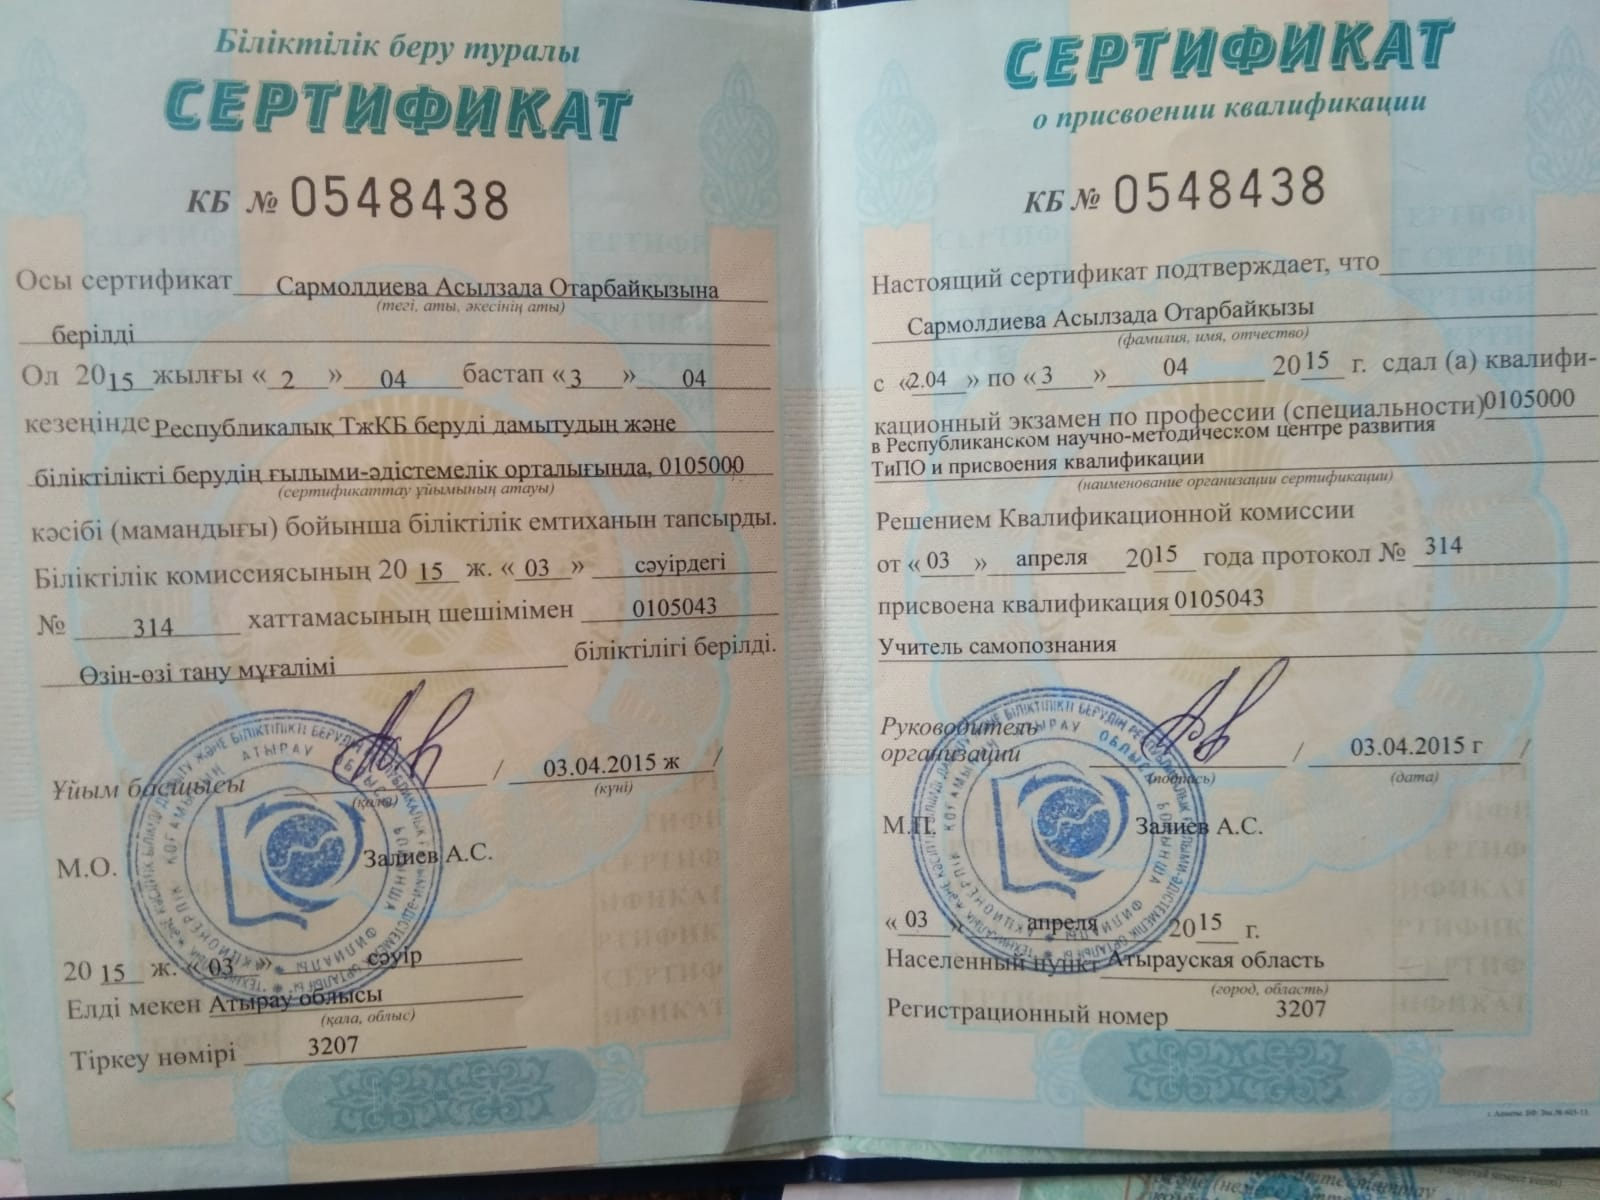 Біліктілік беру туралы
СЕРТИФИКАТ
КБ № 0548438
Осы сертификат Сармолдиева Асылзада Отарбайқызына
(тегі, аты, әкесінің аты)
берілді
Ол 2015 жылғы « 2 » 04 бастап «3 » 04
кезеңінде Республикалық ТжКБ беруді дамытудың және
біліктілікті берудің ғылыми-әдістемелік орталығында, 0105000
(сертификаттау ұйымының атауы)
кәсібі (мамандығы) бойынша біліктілік емтиханын тапсырды.
Біліктілік комиссиясының 20 15 ж. « 03 » сәуірдегі
№ 314 хаттамасының шешімімен 0105043
Өзін-өзі тану мұғалімі біліктілігі берілді.
Ұйым басшысы / 03.04.2015 ж /
(қолы) (күні)
М.О. Залиев А.С.
20 15 ж. « 03 » сәуір
Елді мекен Атырау облысы
(қала, облыс)
Тіркеу нөмірі 3207
СЕРТИФИКАТ
о присвоении квалификации
КБ № 0548438
Настоящий сертификат подтверждает, что
Сармолдиева Асылзада Отарбайқызы
(фамилия, имя, отчество)
с «2.04 » по « 3 » 04 2015 г. сдал (а) квалифи-
кационный экзамен по профессии (специальности)0105000
в Республиканском научно-методическом центре развития
ТиПО и присвоения квалификации
(наименование организации сертификации)
Решением Квалификационной комиссии
от « 03 » апреля 2015 года протокол № 314
присвоена квалификация 0105043
Учитель самопознания
Руководитель
организации / 03.04.2015 г /
(подпись) (дата)
М.П. Залиев А.С.
« 03 » апреля 2015 г.
Населенный пункт Атырауская область
(город, область)
Регистрационный номер 3207